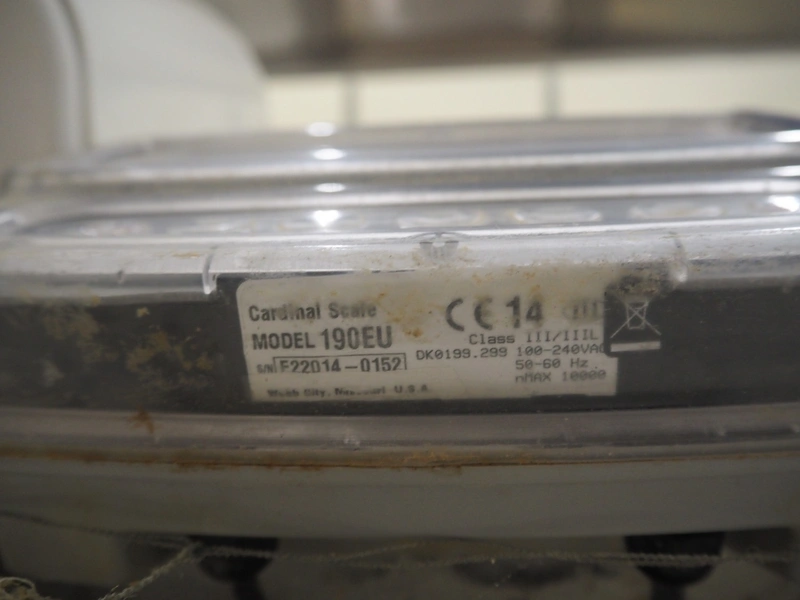 Cardinal Scale
MODEL 190EU
S/N E22014-0152
Webb City, Missouri U.S.A.
CE 14
Class III/IIIL
DK0199.299 100-240VAC
50-60 Hz
nMAX 10000